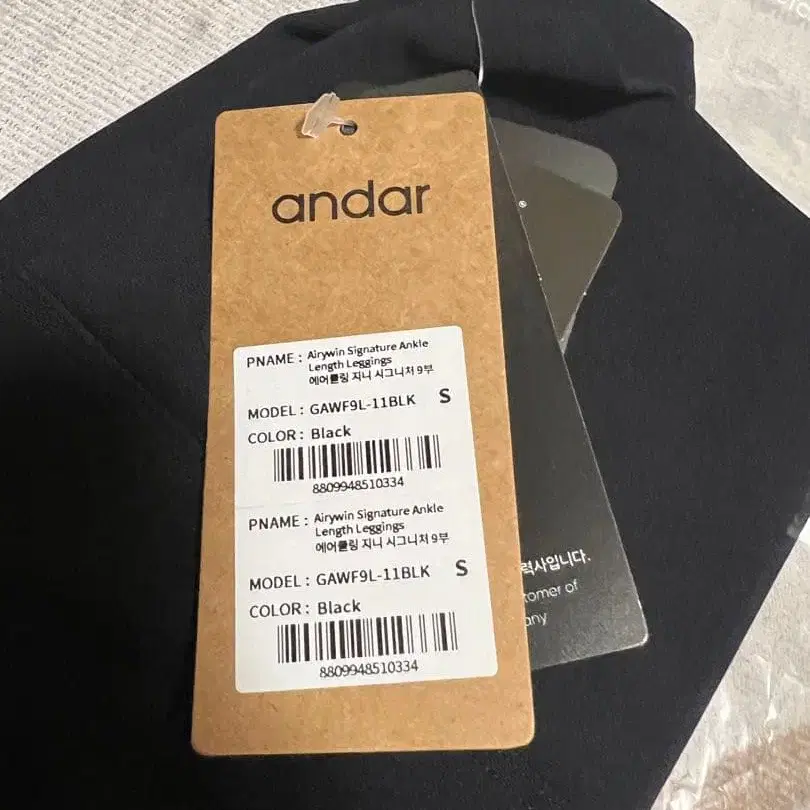 andar
PNAME : Airywin Signature Ankle
Length Leggings
에어쿨링 지니 시그니처 9부
MODEL : GAWF9L-11BLK S
COLOR : Black
8809948510334
PNAME : Airywin Signature Ankle
Length Leggings
에어쿨링 지니 시그니처 9부
MODEL : GAWF9L-11BLK S
COLOR : Black
8809948510334
력사입니다.
tomer of
any